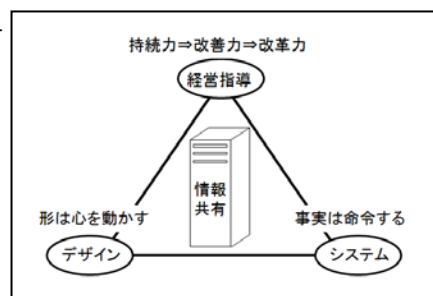 持続力⇒改善力⇒改革力
経営指導
情報
共有
形は心を動かす
事実は命令する
デザイン
システム